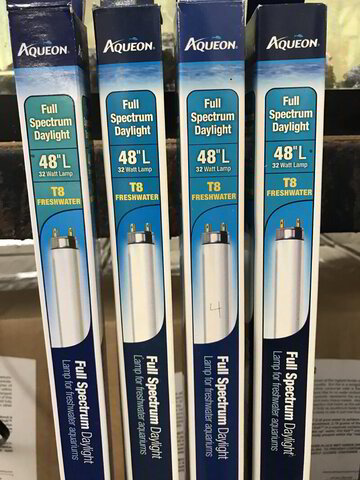 AQUEON
Full
Spectrum
Daylight
48"L
32 Watt Lamp
T8
FRESHWATER
Full Spectrum Daylight
Lamp for freshwater aquariums
AQUEON
Full
Spectrum
Daylight
48"L
32 Watt Lamp
T8
FRESHWATER
Full Spectrum Daylight
Lamp for freshwater aquariums
AQUEON
Full
Spectrum
Daylight
48"L
32 Watt Lamp
T8
FRESHWATER
4
Full Spectrum Daylight
Lamp for freshwater aquariums
AQUEON
Full
Spectrum
Daylight
48"L
32 Watt Lamp
T8
FRESHWATER
Full Spectrum Daylight
Lamp for freshwater aquariums